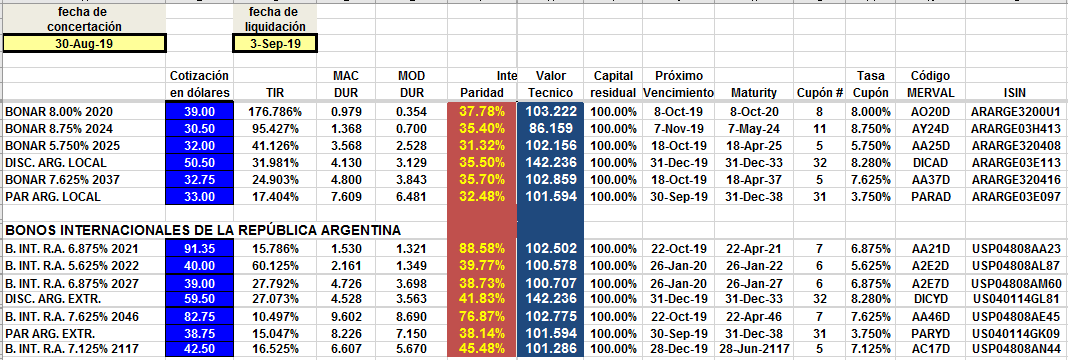 fecha de concertación fecha de liquidación
30-Aug-19 3-Sep-19
Cotización en dólares TIR MAC DUR MOD DUR Inte Paridad Valor Tecnico Capital residual Próximo Vencimiento Maturity Cupón # Tasa Cupón Código MERVAL ISIN
BONAR 8.00% 2020 39.00 176.786% 0.979 0.354 37.78% 103.222 100.00% 8-Oct-19 8-Oct-20 8 8.000% AO20D ARARGE3200U1
BONAR 8.75% 2024 30.50 95.427% 1.368 0.700 35.40% 86.159 100.00% 7-Nov-19 7-May-24 11 8.750% AY24D ARARGE03H413
BONAR 5.750% 2025 32.00 41.126% 3.568 2.528 31.32% 102.156 100.00% 18-Oct-19 18-Apr-25 5 5.750% AA25D ARARGE320408
DISC. ARG. LOCAL 50.50 31.981% 4.130 3.129 35.50% 142.236 100.00% 31-Dec-19 31-Dec-33 32 8.280% DICAD ARARGE03E113
BONAR 7.625% 2037 32.75 24.903% 4.800 3.843 35.70% 102.859 100.00% 18-Oct-19 18-Apr-37 5 7.625% AA37D ARARGE320416
PAR ARG. LOCAL 33.00 17.404% 7.609 6.481 32.48% 101.594 100.00% 30-Sep-19 31-Dec-38 31 3.750% PARAD ARARGE03E097
BONOS INTERNACIONALES DE LA REPÚBLICA ARGENTINA
B. INT. R.A. 6.875% 2021 91.35 15.786% 1.530 1.321 88.58% 102.502 100.00% 22-Oct-19 22-Apr-21 7 6.875% AA21D USP04808AA23
B. INT. R.A. 5.625% 2022 40.00 60.125% 2.161 1.349 39.77% 100.578 100.00% 26-Jan-20 26-Jan-22 6 5.625% A2E2D USP04808AL87
B. INT. R.A. 6.875% 2027 39.00 27.792% 4.726 3.698 38.73% 100.707 100.00% 26-Jan-20 26-Jan-27 6 6.875% A2E7D USP04808AM60
DISC. ARG. EXTR. 59.50 27.073% 4.528 3.563 41.83% 142.236 100.00% 31-Dec-19 31-Dec-33 32 8.280% DICYD US040114GL81
B. INT. R.A. 7.625% 2046 82.75 10.497% 9.602 8.690 76.87% 102.775 100.00% 22-Oct-19 22-Apr-46 7 7.625% AA46D USP04808AE45
PAR ARG. EXTR. 38.75 15.047% 8.226 7.150 38.14% 101.594 100.00% 30-Sep-19 31-Dec-38 31 3.750% PARYD US040114GK09
B. INT. R.A. 7.125% 2117 42.50 16.525% 6.607 5.670 45.48% 101.286 100.00% 28-Dec-19 28-Jun-2117 5 7.125% AC17D USP04808AN44